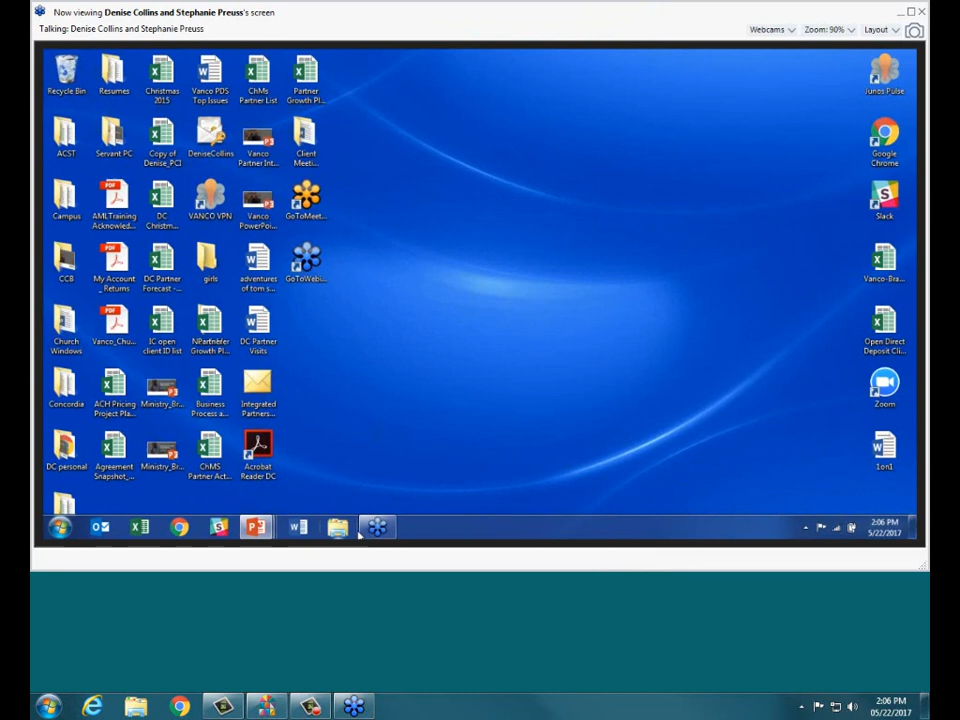 Now viewing Denise Collins and Stephanie Preuss's screen
Talking: Denise Collins and Stephanie Preuss
Webcams
Zoom: 90%
Layout
Recycle Bin
Resumes
Christmas
2015
Vanco PDS
Top Issues
ChMs
Partner List
Partner
Growth Pl...
Junos Pulse
ACST
Servant PC
Copy of
Denise_PCI
DeniseCollins
Vanco
Partner Int...
Client
Meeti...
Google
Chrome
Campus
AMLTraining
Acknowled...
DC
Christm...
VANCO VPN
Vanco
PowerPoi...
GoToMeet...
Slack
CCB
My Account
_Returns
DC Partner
Forecast -...
girls
adventures
of tom s...
GoToWebi...
Vanco-Bra...
Church
Windows
Vanco_Chu...
IC open
client ID list
Growth Pl...
DC Partner
Visits
Open Direct
Deposit Cli...
Concordia
ACH Pricing
Project Pla...
Ministry_Br...
Business
Process a...
Integrated
Partners...
Zoom
DC personal
Agreement
Snapshot_...
Ministry_Br...
ChMS
Partner Act...
Acrobat
Reader DC
1on1
2:06 PM
5/22/2017
2:06 PM
05/22/2017